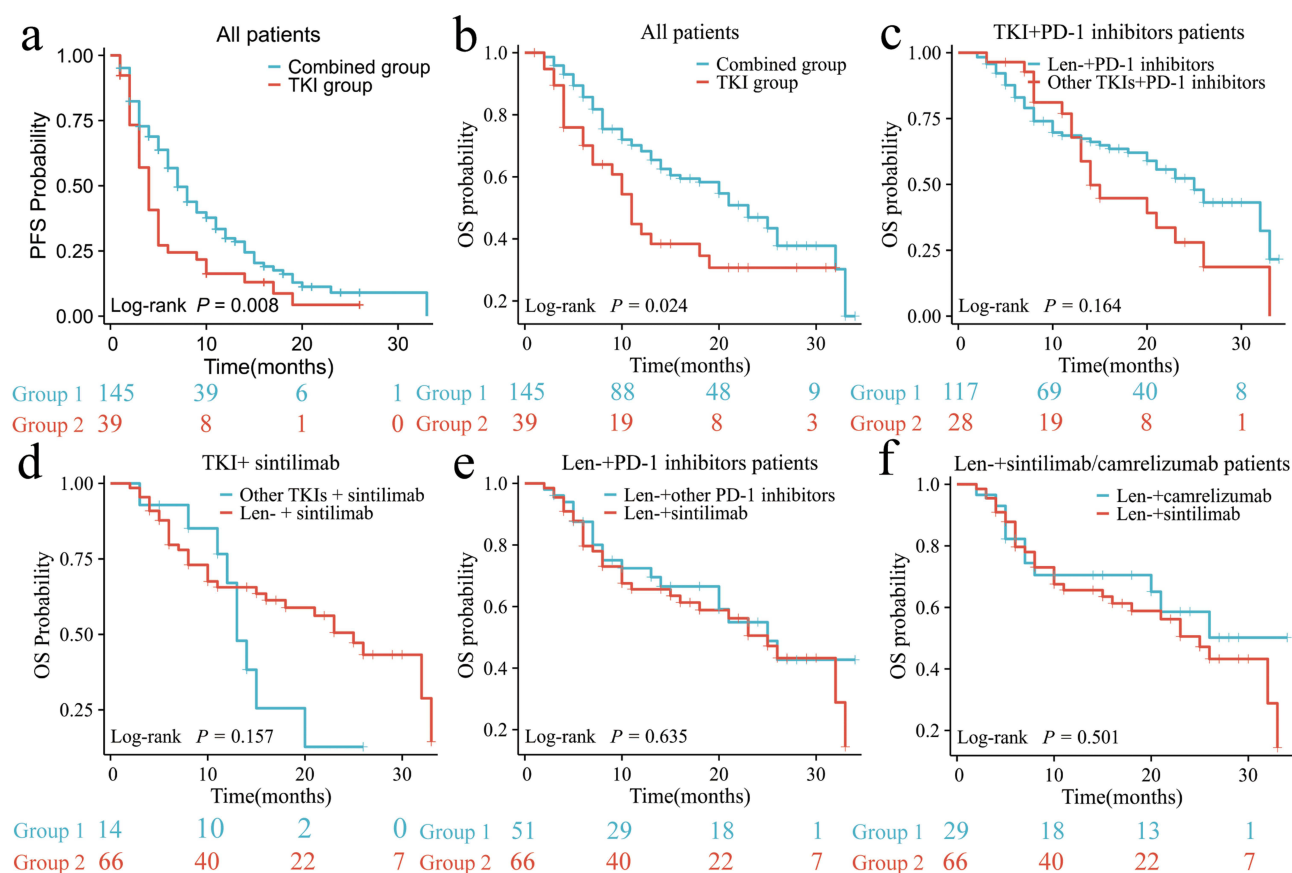 a
All patients
Combined group
TKI group
PFS Probability
1.00
0.75
0.50
0.25
0.00
Log-rank P = 0.008
0 10 20 30
Time(months)
Group 1 145 39 6 1
Group 2 39 8 1 0
b
All patients
Combined group
TKI group
OS probability
1.0
0.8
0.6
0.4
0.2
Log-rank P = 0.024
0 10 20 30
Time(months)
Group 1 145 88 48 9
Group 2 39 19 8 3
c
TKI+PD-1 inhibitors patients
Len-+PD-1 inhibitors
Other TKIs+PD-1 inhibitors
OS probability
1.00
0.75
0.50
0.25
0.00
Log-rank P = 0.164
0 10 20 30
Time(months)
Group 1 117 69 40 8
Group 2 28 19 8 1
d
TKI+ sintilimab
Other TKIs + sintilimab
Len- + sintilimab
OS Probability
1.00
0.75
0.50
0.25
Log-rank P = 0.157
0 10 20 30
Time(months)
Group 1 14 10 2 0
Group 2 66 40 22 7
e
Len-+PD-1 inhibitors patients
Len-+other PD-1 inhibitors
Len-+sintilimab
OS probability
1.0
0.8
0.6
0.4
0.2
Log-rank P = 0.635
0 10 20 30
Time(months)
Group 1 51 29 18 1
Group 2 66 40 22 7
f
Len-+sintilimab/camrelizumab patients
Len-+camrelizumab
Len-+sintilimab
OS probability
1.0
0.8
0.6
0.4
0.2
Log-rank P = 0.501
0 10 20 30
Time(months)
Group 1 29 18 13 1
Group 2 66 40 22 7